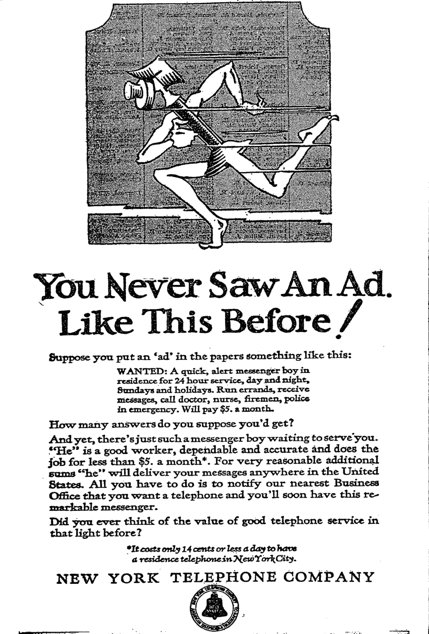 You Never Saw An Ad.
Like This Before!
Suppose you put an 'ad' in the papers something like this:
WANTED: A quick, alert messenger boy in
residence for 24 hour service, day and night,
Sundays and holidays. Run errands, receive
messages, call doctor, nurse, firemen, police
in emergency. Will pay $5. a month.
How many answers do you suppose you'd get?
And yet, there's just such a messenger boy waiting to serve you.
"He" is a good worker, dependable and accurate and does the
job for less than $5. a month*. For very reasonable additional
sums "he" will deliver your messages anywhere in the United
States. All you have to do is to notify our nearest Business
Office that you want a telephone and you'll soon have this re-
markable messenger.
Did you ever think of the value of good telephone service in
that light before?
*It costs only 14 cents or less a day to have
a residence telephone in New York City.
NEW YORK TELEPHONE COMPANY